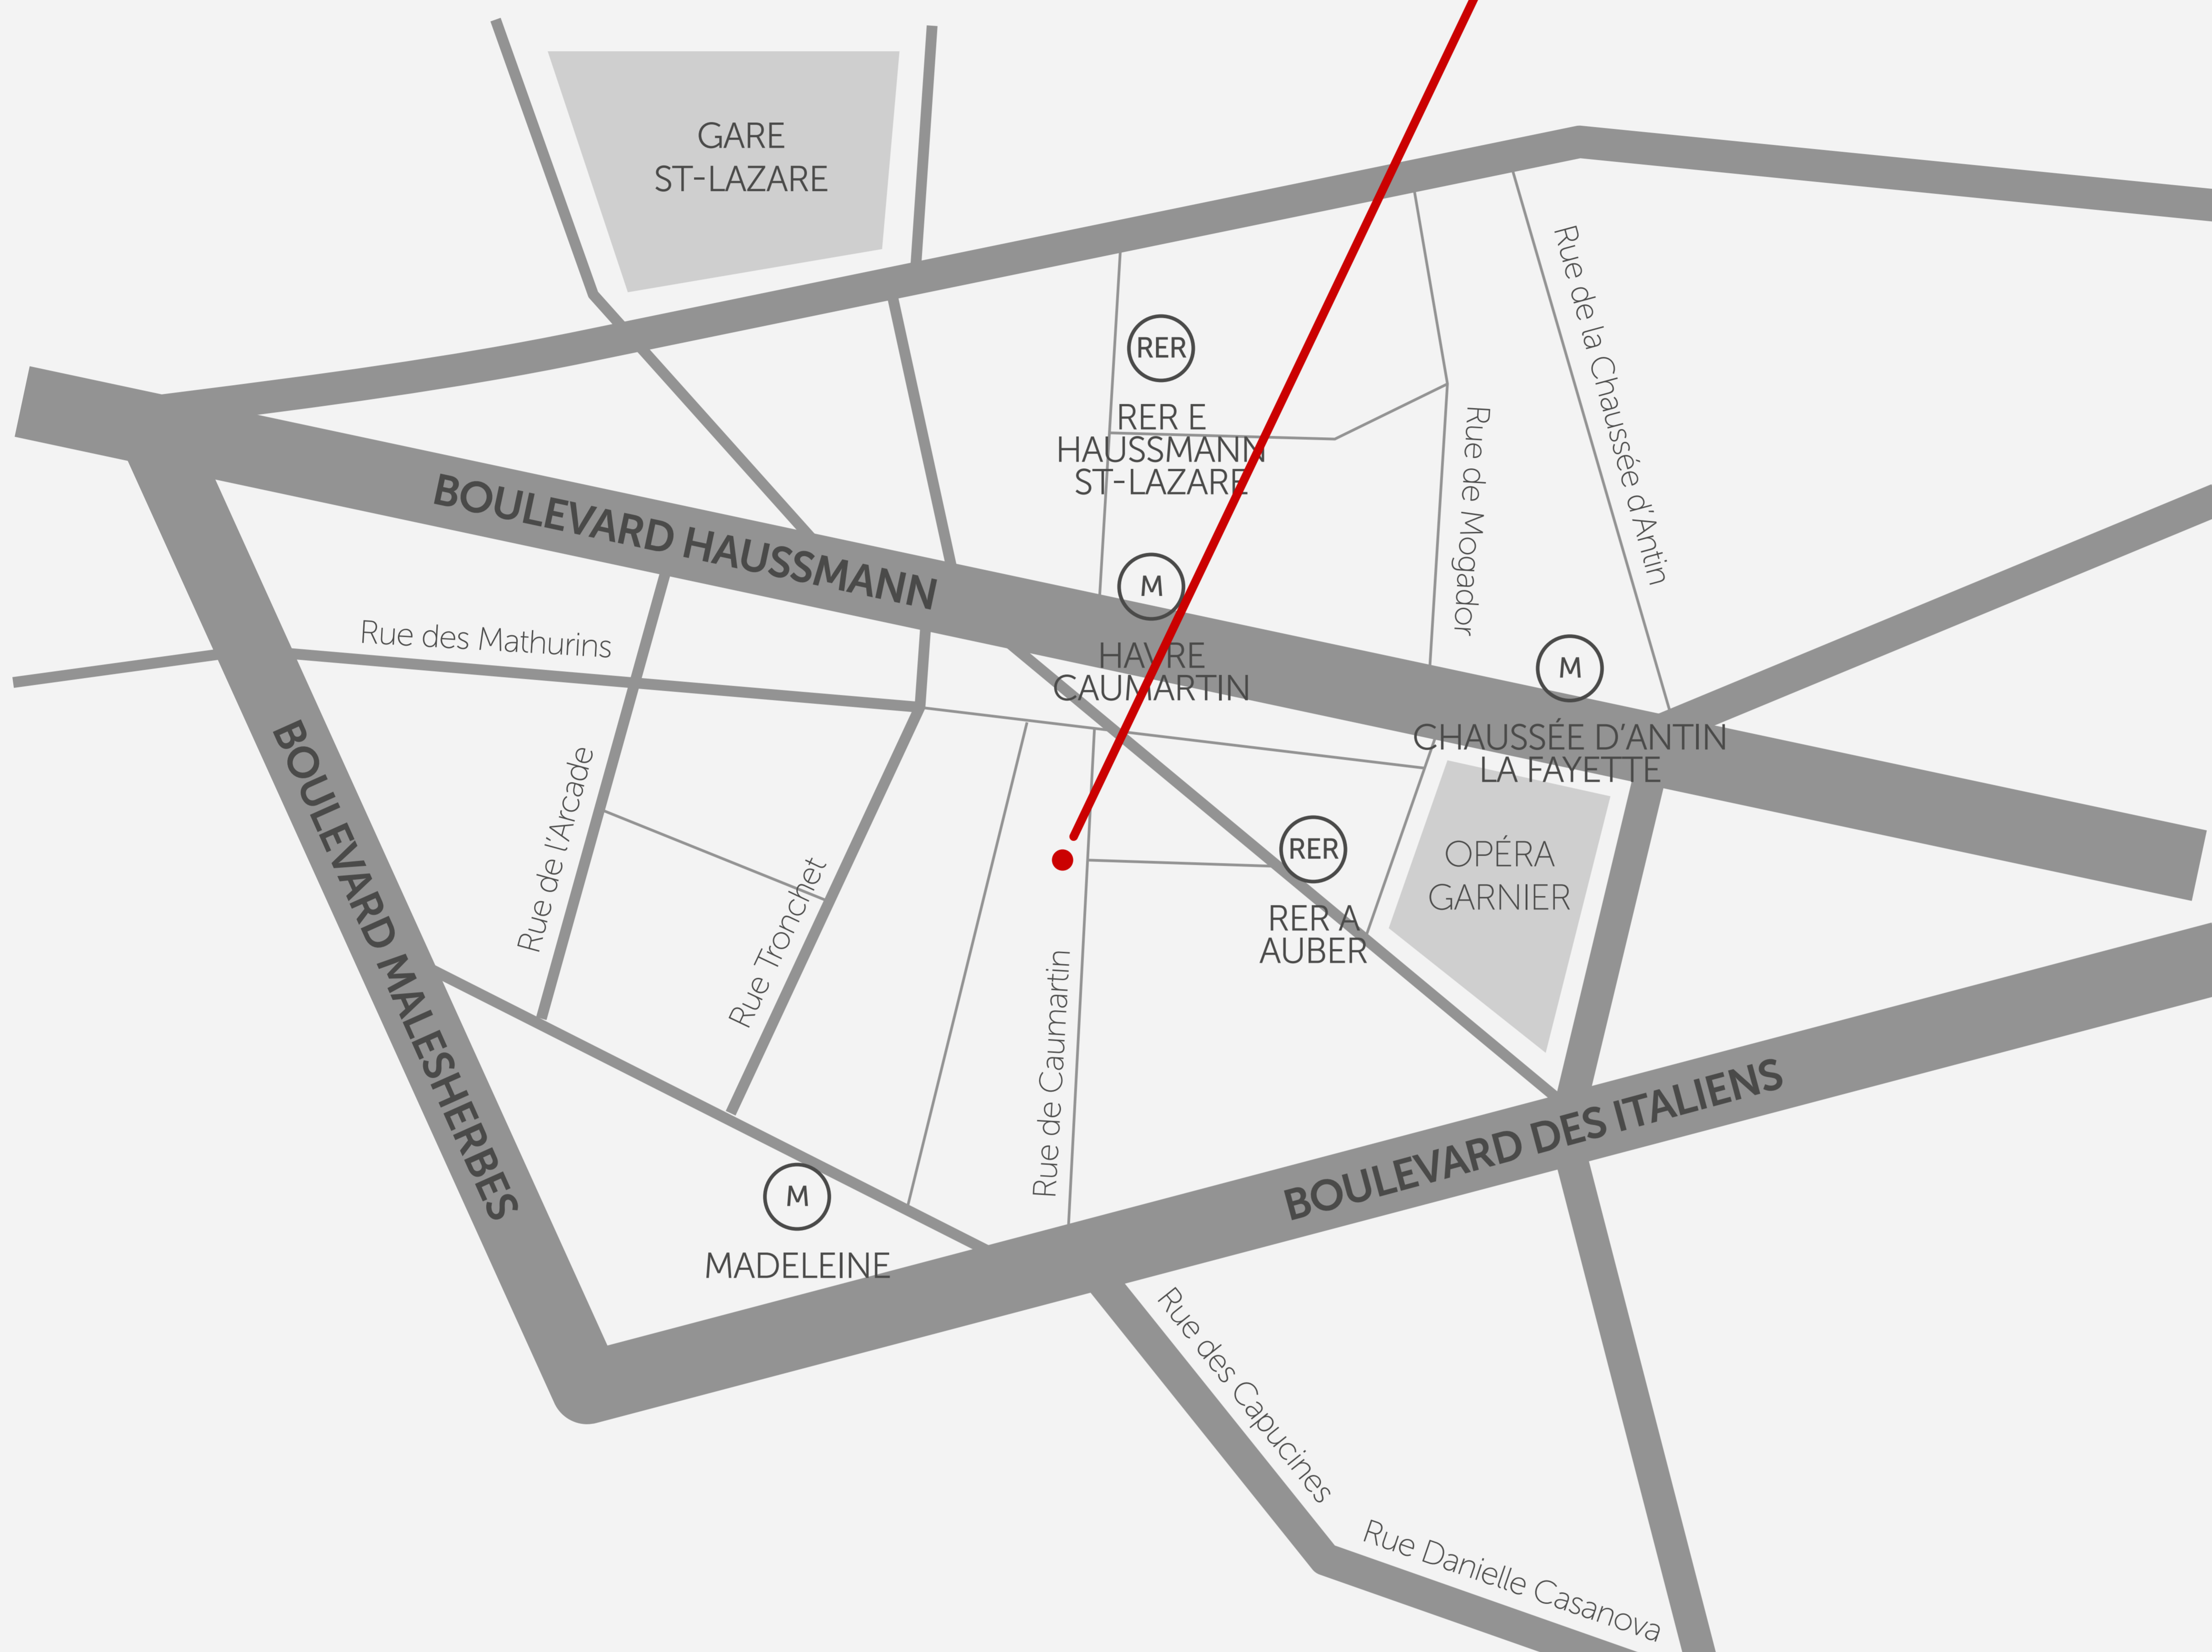 GARE
ST-LAZARE
Rue de la Chaussée d'Antin
RER
RER E
HAUSSMANN
ST-LAZARE
Rue de Mogador
BOULEVARD HAUSSMANN
M
HAVRE
CAUMARTIN
Rue des Mathurins
M
CHAUSSÉE D'ANTIN
LA FAYETTE
BOULEVARD MALESHERBES
Rue de l'Arcade
Rue Tronchet
RER
RER A
AUBER
OPÉRA
GARNIER
Rue de Caumartin
BOULEVARD DES ITALIENS
M
MADELEINE
Rue des Capucines
Rue Danielle Casanova